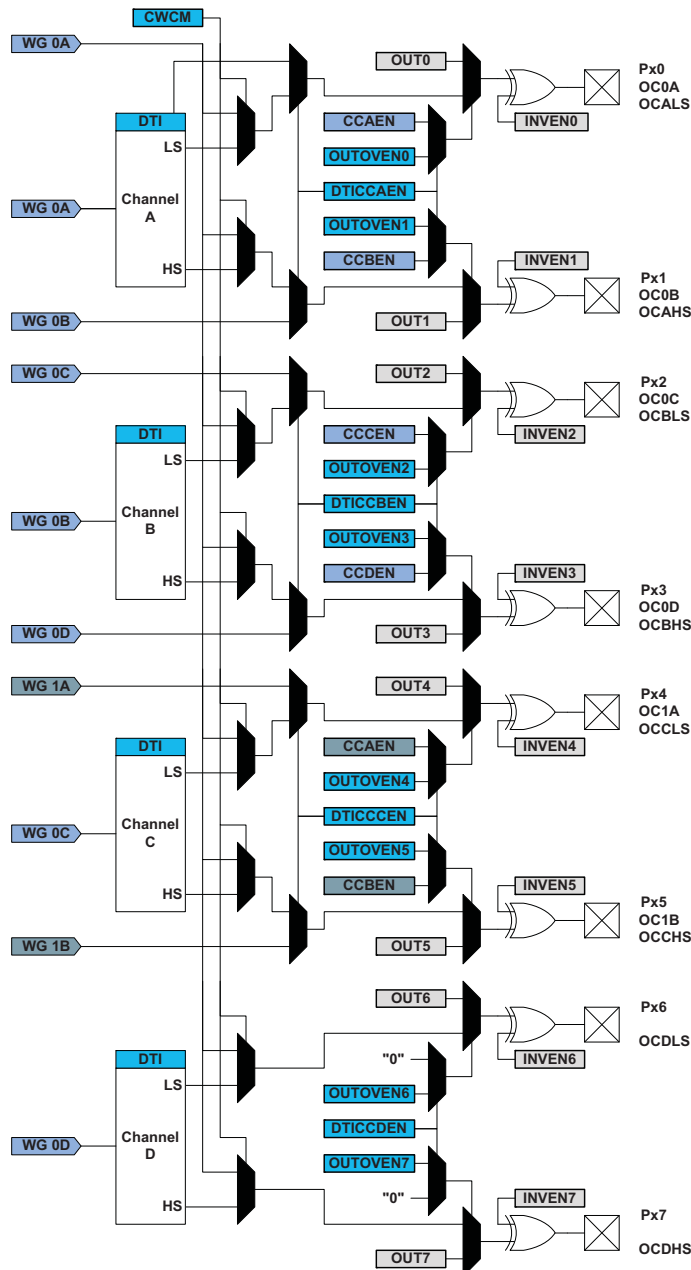 CWCM
WG 0A
OUT0
Px0
OC0A
OCALS
DTI
CCAEN
INVEN0
LS
OUTOVEN0
Channel
A
WG 0A
DTICCAEN
OUTOVEN1
HS
CCBEN
INVEN1
Px1
OC0B
OCAHS
WG 0B
OUT1
WG 0C
OUT2
Px2
OC0C
OCBLS
DTI
CCCEN
INVEN2
LS
OUTOVEN2
Channel
B
WG 0B
DTICCBEN
OUTOVEN3
HS
CCDEN
INVEN3
Px3
OC0D
OCBHS
WG 0D
OUT3
WG 1A
OUT4
Px4
OC1A
OCCLS
DTI
CCAEN
INVEN4
LS
OUTOVEN4
Channel
C
WG 0C
DTICCCEN
OUTOVEN5
HS
CCBEN
INVEN5
Px5
OC1B
OCCHS
WG 1B
OUT5
OUT6
Px6
OCDLS
DTI
"0"
INVEN6
LS
OUTOVEN6
Channel
D
WG 0D
DTICCDEN
OUTOVEN7
HS
"0"
INVEN7
Px7
OCDHS
OUT7